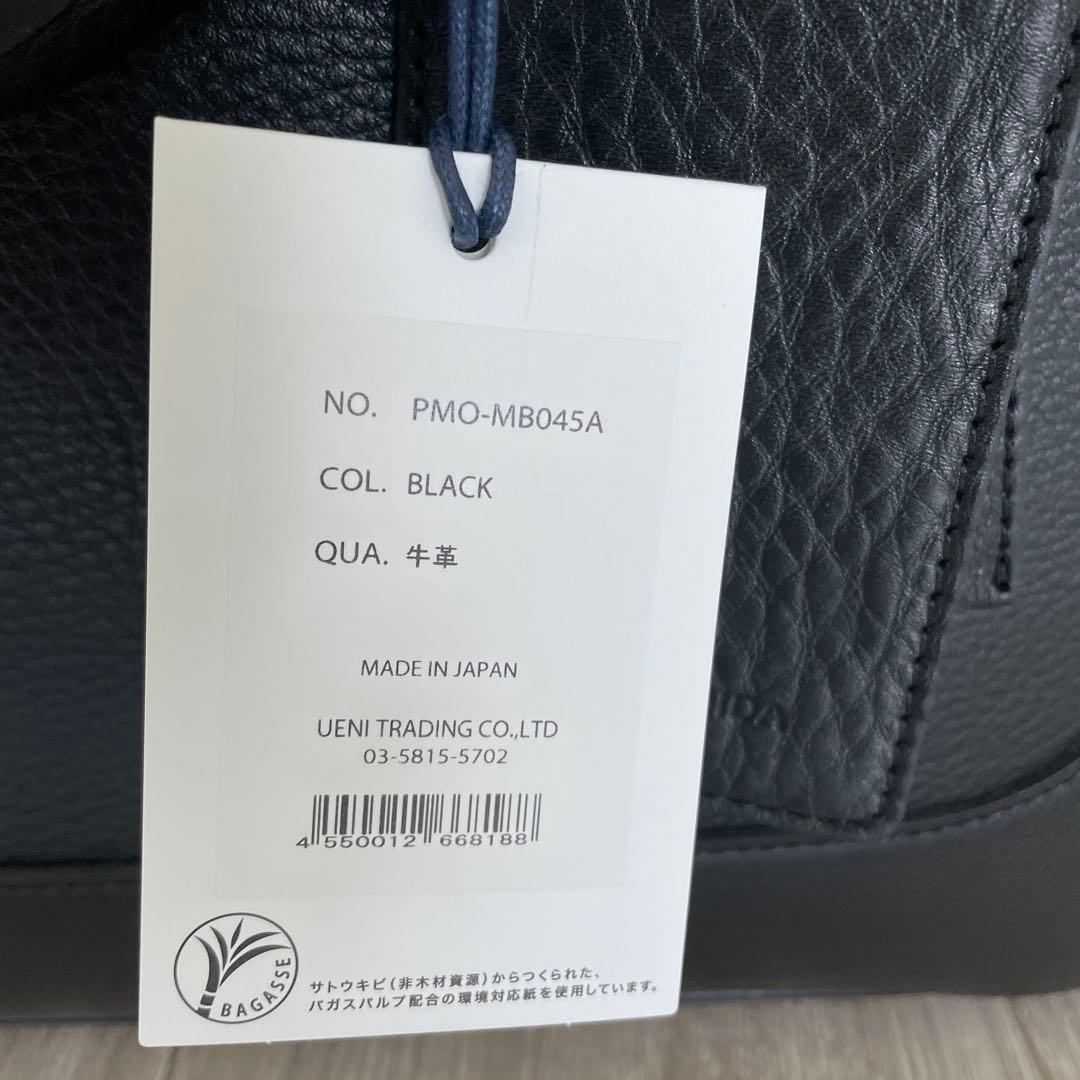 NO. PMO-MB045A
COL. BLACK
QUA. 牛革
MADE IN JAPAN
UENI TRADING CO.,LTD
03-5815-5702
4 550012 668188
BAGASSE
サトウキビ(非木材資源)からつくられた、
バガスパルプ配合の環境対応紙を使用しています。